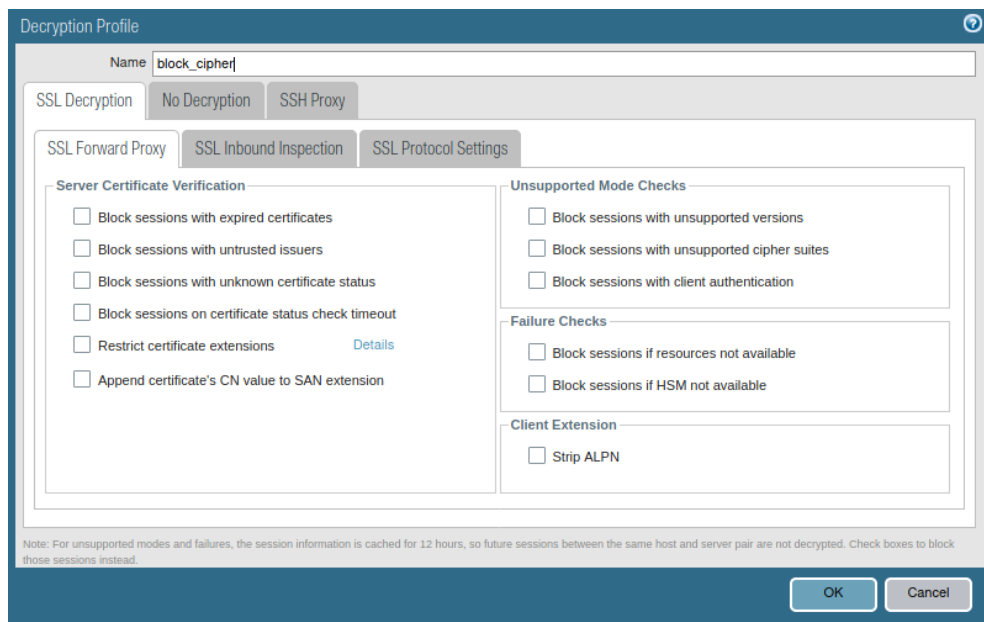 Decryption Profile
?
Name block_cipher
SSL Decryption No Decryption SSH Proxy
SSL Forward Proxy SSL Inbound Inspection SSL Protocol Settings
Server Certificate Verification
Block sessions with expired certificates
Block sessions with untrusted issuers
Block sessions with unknown certificate status
Block sessions on certificate status check timeout
Restrict certificate extensions Details
Append certificate's CN value to SAN extension
Unsupported Mode Checks
Block sessions with unsupported versions
Block sessions with unsupported cipher suites
Block sessions with client authentication
Failure Checks
Block sessions if resources not available
Block sessions if HSM not available
Client Extension
Strip ALPN
Note: For unsupported modes and failures, the session information is cached for 12 hours, so future sessions between the same host and server pair are not decrypted. Check boxes to block
those sessions instead.
OK Cancel